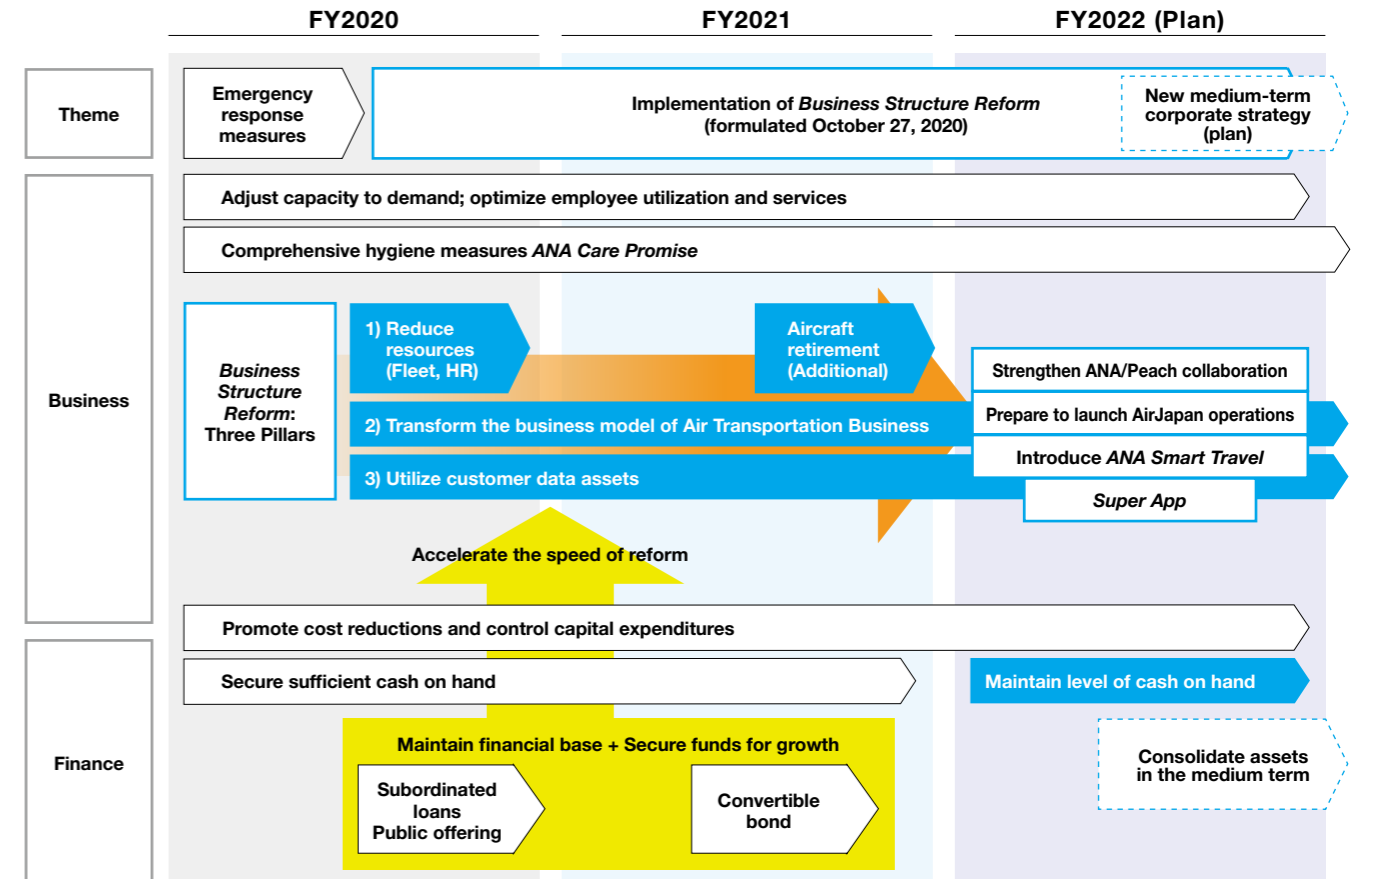 FY2020
FY2021
FY2022 (Plan)
Theme
Emergency
response
measures
Implementation of Business Structure Reform
(formulated October 27, 2020)
New medium-term
corporate strategy
(plan)
Business
Adjust capacity to demand; optimize employee utilization and services
Comprehensive hygiene measures ANA Care Promise
Business
Structure
Reform:
Three Pillars
1) Reduce
resources
(Fleet, HR)
Aircraft
retirement
(Additional)
2) Transform the business model of Air Transportation Business
3) Utilize customer data assets
Strengthen ANA/Peach collaboration
Prepare to launch AirJapan operations
Introduce ANA Smart Travel
Super App
Accelerate the speed of reform
Promote cost reductions and control capital expenditures
Finance
Secure sufficient cash on hand
Maintain level of cash on hand
Maintain financial base + Secure funds for growth
Subordinated
loans
Public offering
Convertible
bond
Consolidate assets
in the medium term